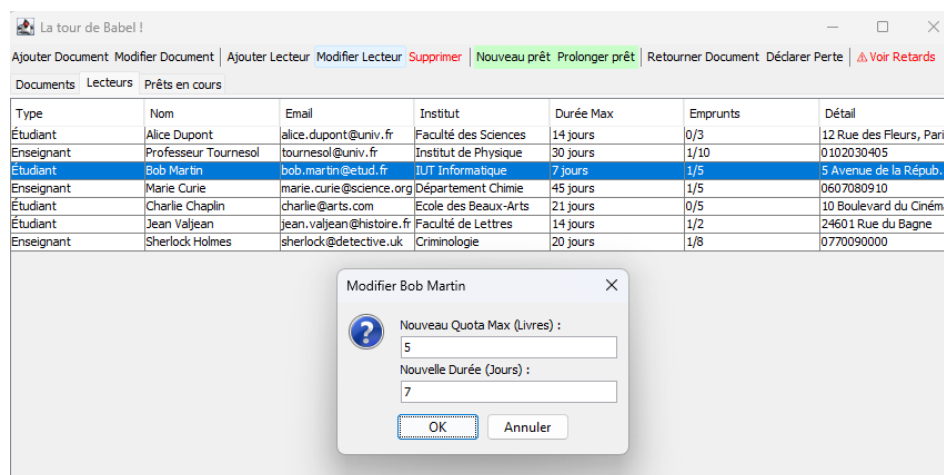 La tour de Babel !
Ajouter Document Modifier Document Ajouter Lecteur Modifier Lecteur Supprimer Nouveau prêt Prolonger prêt Retourner Document Déclarer Perte ⚠ Voir Retards
Documents Lecteurs Prêts en cours
Type Nom Email Institut Durée Max Emprunts Détail
Étudiant Alice Dupont alice.dupont@univ.fr Faculté des Sciences 14 jours 0/3 12 Rue des Fleurs, Pari
Enseignant Professeur Tournesol tournesol@univ.fr Institut de Physique 30 jours 1/10 0102030405
Étudiant Bob Martin bob.martin@etud.fr IUT Informatique 7 jours 1/5 5 Avenue de la Répub.
Enseignant Marie Curie marie.curie@science.org Département Chimie 45 jours 1/5 0607080910
Étudiant Charlie Chaplin charlie@arts.com Ecole des Beaux-Arts 21 jours 0/5 10 Boulevard du Ciném
Étudiant Jean Valjean jean.valjean@histoire.fr Faculté de Lettres 14 jours 1/2 24601 Rue du Bagne
Enseignant Sherlock Holmes sherlock@detective.uk Criminologie 20 jours 1/8 0770090000
Modifier Bob Martin
Nouveau Quota Max (Livres) :
5
Nouvelle Durée (Jours) :
7
OK Annuler